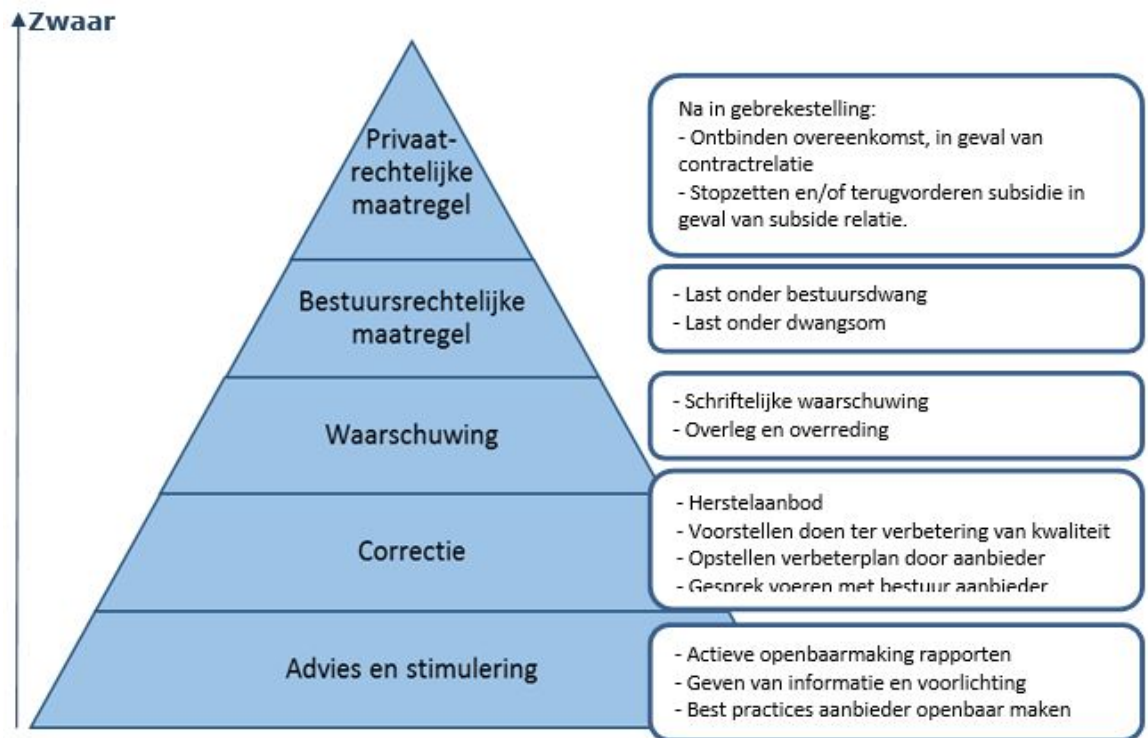 Zwaar
Privaat-
rechtelijke
maatregel
Na in gebrekestelling:
- Ontbinden overeenkomst, in geval van
contractrelatie
- Stopzetten en/of terugvorderen subsidie in
geval van subside relatie.
Bestuursrechtelijke
maatregel
- Last onder bestuursdwang
- Last onder dwangsom
Waarschuwing
- Schriftelijke waarschuwing
- Overleg en overreding
Correctie
- Herstelaanbod
- Voorstellen doen ter verbetering van kwaliteit
- Opstellen verbeterplan door aanbieder
- Gesprek voeren met bestuur aanbieder
Advies en stimulering
- Actieve openbaarmaking rapporten
- Geven van informatie en voorlichting
- Best practices aanbieder openbaar maken